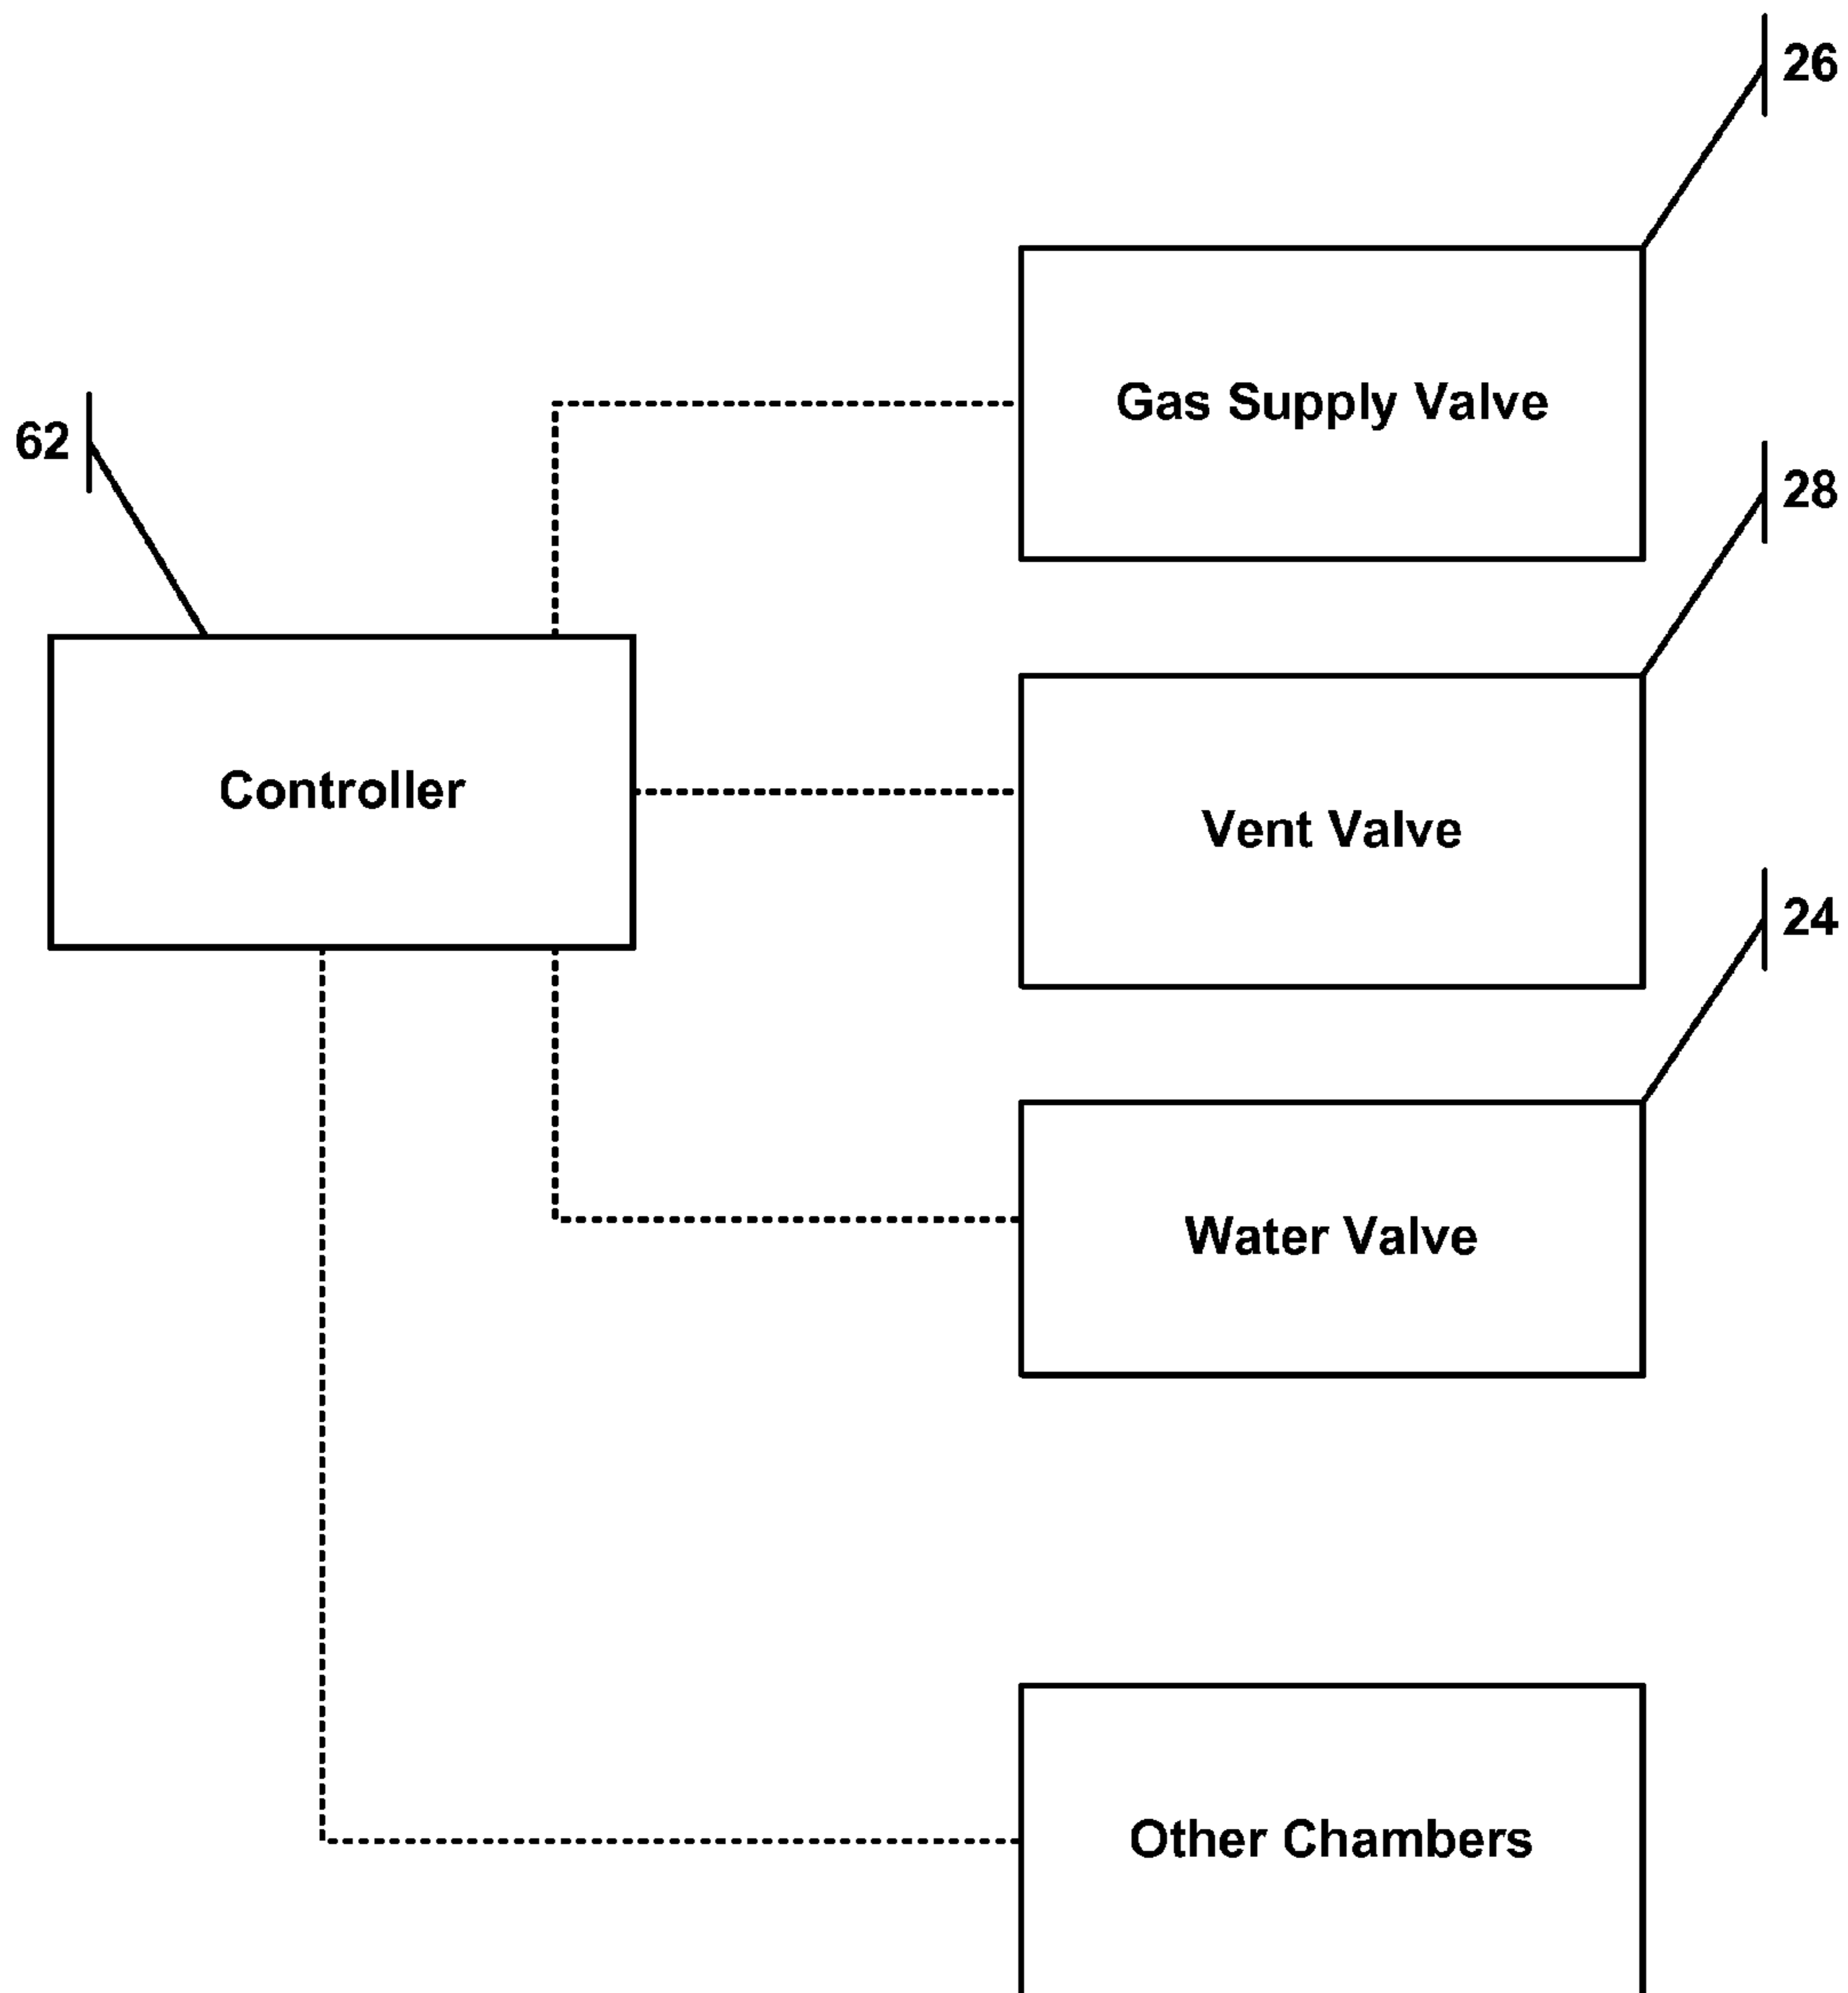 26
Gas Supply Valve
62
28
Controller
Vent Valve
24
Water Valve
Other Chambers